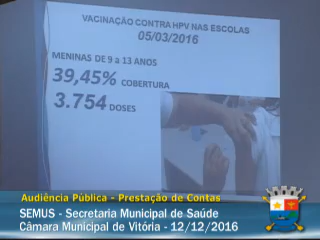 VACINAÇÃO CONTRA HPV NAS ESCOLAS
05/03/2016
MENINAS DE 9 a 13 ANOS
39,45% COBERTURA
3.754 DOSES
Audiência Pública - Prestação de Contas
SEMUS - Secretaria Municipal de Saúde
Câmara Municipal de Vitória - 12/12/2016